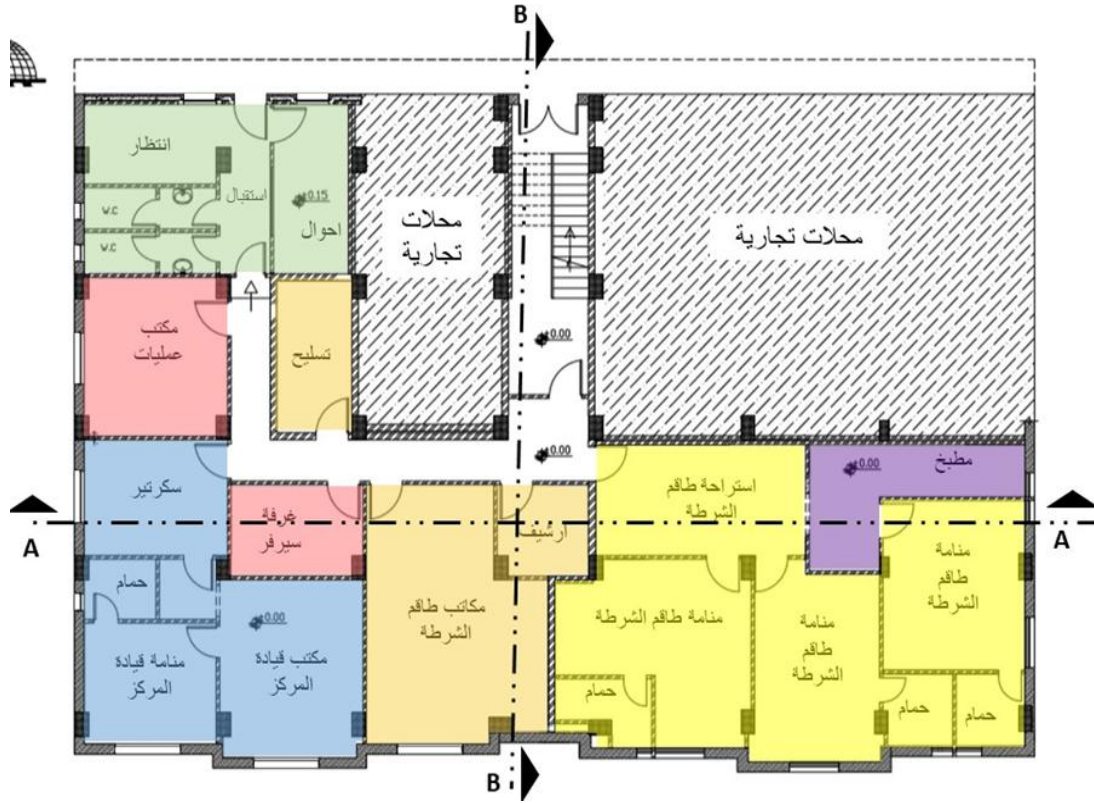 B
انتظار
استقبال
±0.15
احوال
w.c
w.c
محلات
تجارية
محلات تجارية
مكتب
عمليات
تسليح
±0.00
±0.00
سكرتير
غرفة
سيرفر
ارشيف
استراحة طاقم
الشرطة
±0.00
مطبخ
A
A
حمام
±0.00
منامة قيادة
المركز
مكتب قيادة
المركز
مكاتب طاقم
الشرطة
منامة طاقم الشرطة
منامة
طاقم
الشرطة
منامة
طاقم
الشرطة
حمام
حمام
حمام
B